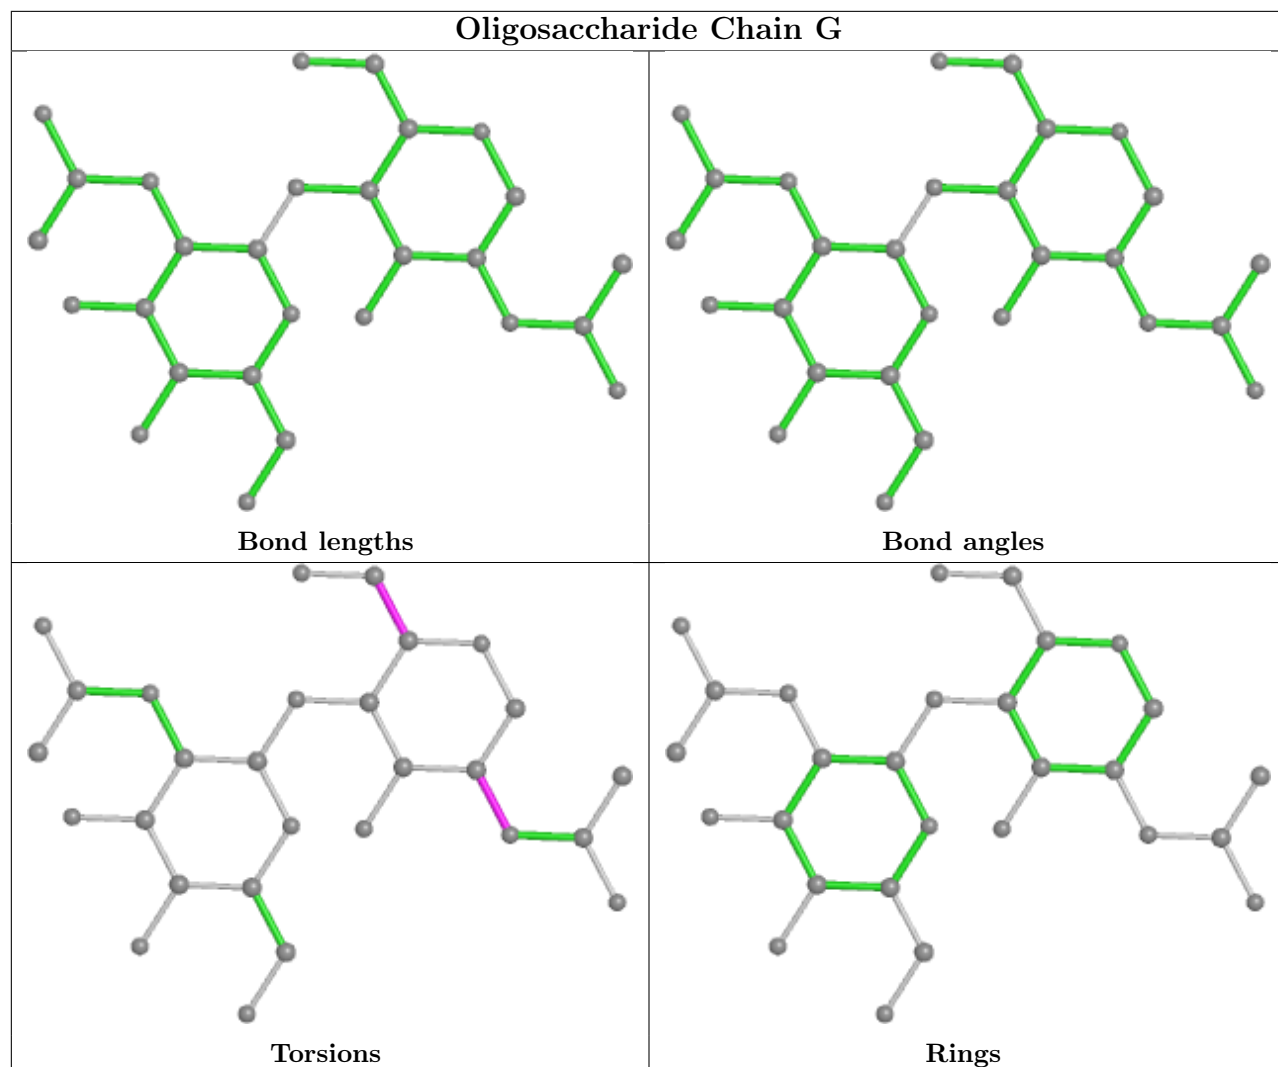 Oligosaccharide Chain G
Bond lengths
Bond angles
Torsions
Rings